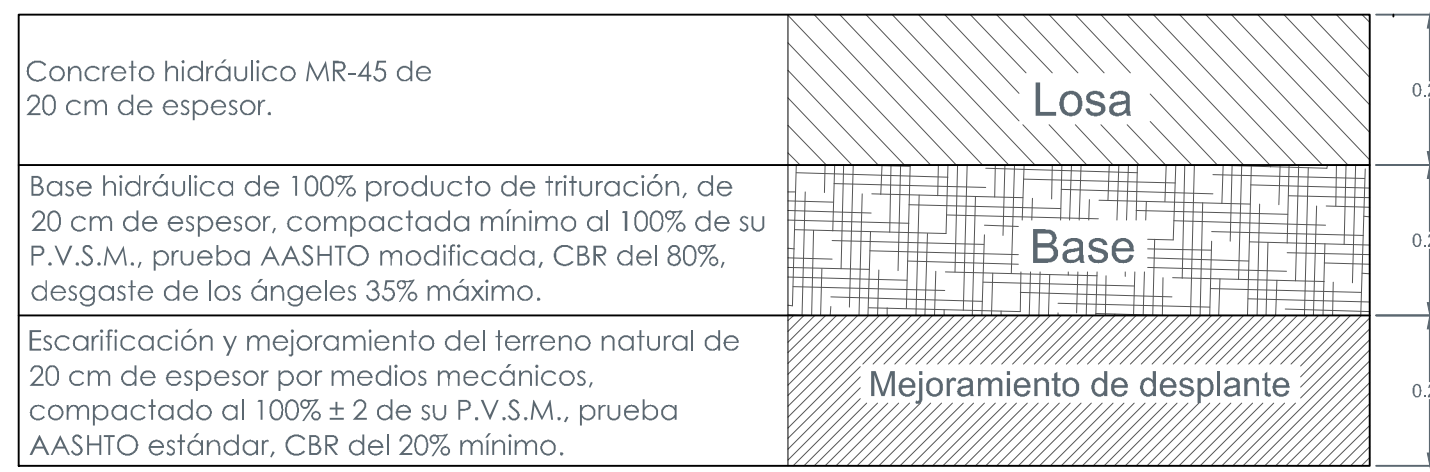 Concreto hidráulico MR-45 de
20 cm de espesor.
Losa
Base hidráulica de 100% producto de trituración, de
20 cm de espesor, compactada mínimo al 100% de su
P.V.S.M., prueba AASHTO modificada, CBR del 80%,
desgaste de los ángeles 35% máximo.
Base
Escarificación y mejoramiento del terreno natural de
20 cm de espesor por medios mecánicos,
compactado al 100% ± 2 de su P.V.S.M., prueba
AASHTO estándar, CBR del 20% mínimo.
Mejoramiento de desplante